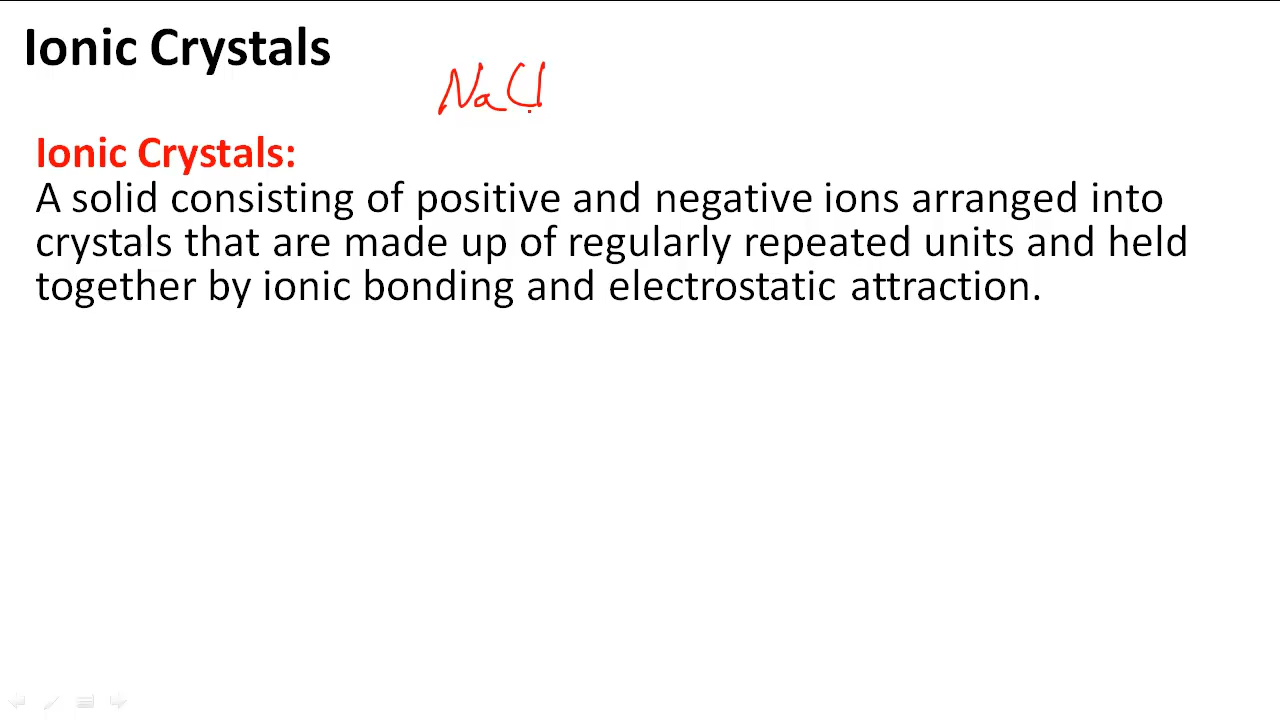 Ionic Crystals
NaCl
Ionic Crystals:
A solid consisting of positive and negative ions arranged into
crystals that are made up of regularly repeated units and held
together by ionic bonding and electrostatic attraction.